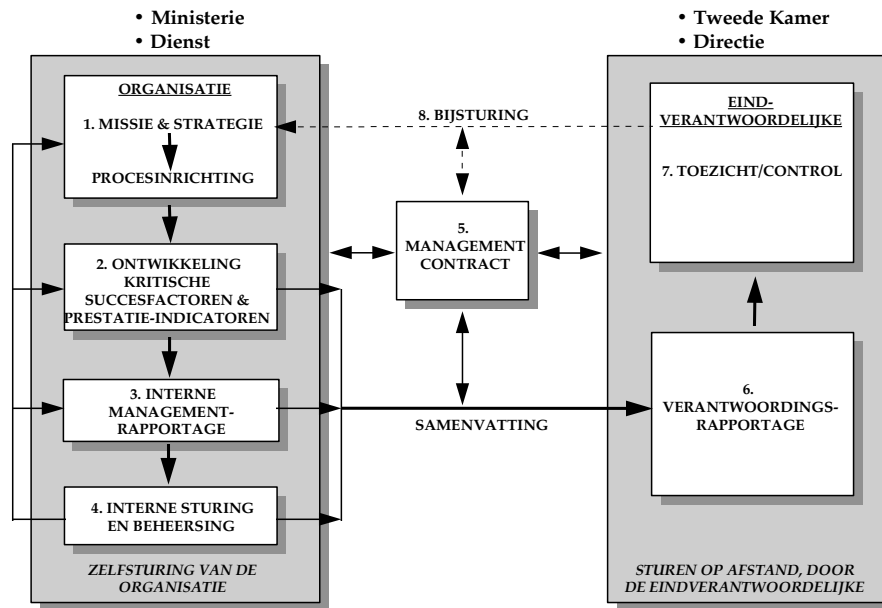 • Ministerie
• Dienst
ORGANISATIE
1. MISSIE & STRATEGIE
PROCESINRICHTING
2. ONTWIKKELING
KRITISCHE
SUCCESFACTOREN &
PRESTATIE-INDICATOREN
3. INTERNE
MANAGEMENT-
RAPPORTAGE
4. INTERNE STURING
EN BEHEERSING
ZELFSTURING VAN DE
ORGANISATIE
8. BIJSTURING
5.
MANAGEMENT
CONTRACT
SAMENVATTING
• Tweede Kamer
• Directie
EIND-
VERANTWOORDELIJKE
7. TOEZICHT/CONTROL
6.
VERANTWOORDINGS-
RAPPORTAGE
STUREN OP AFSTAND, DOOR
DE EINDVERANTWOORDELIJKE